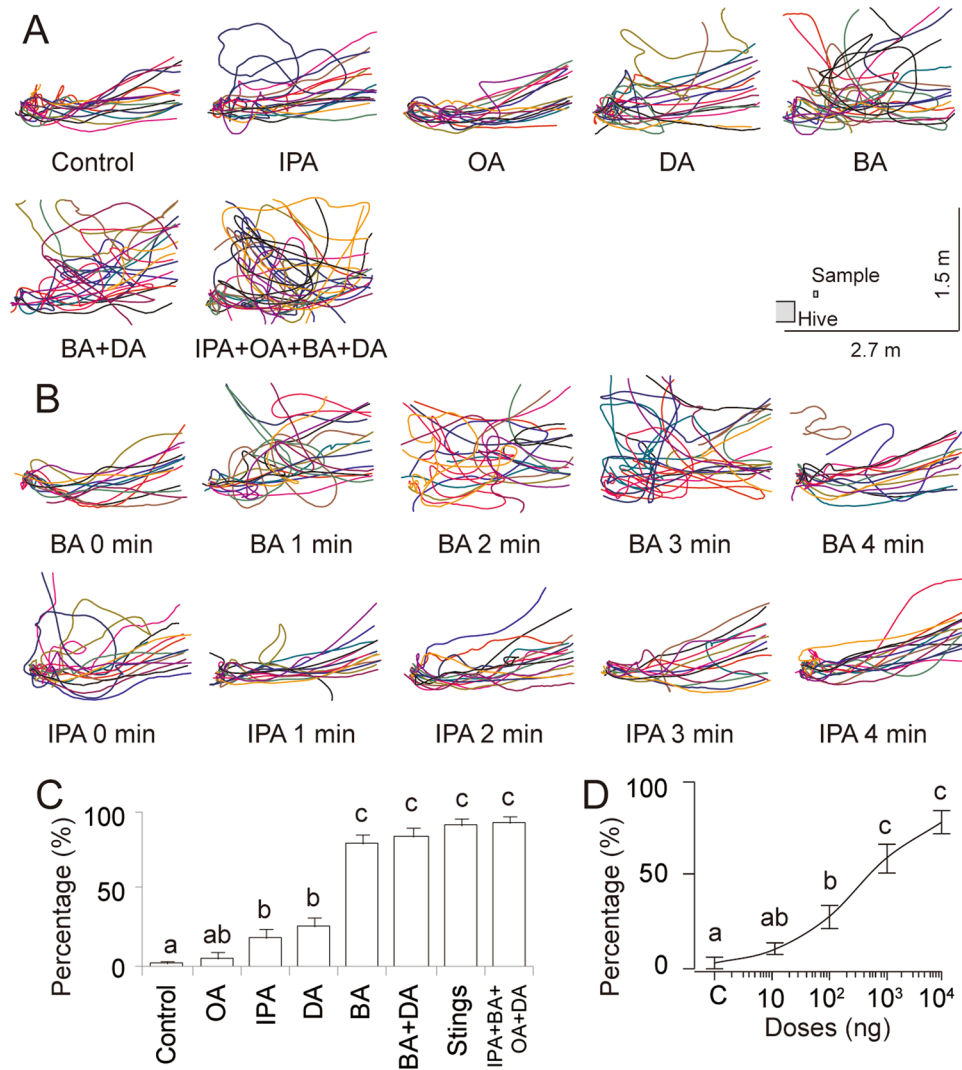 A
Control IPA OA DA BA
BA+DA IPA+OA+BA+DA
Sample
Hive
1.5 m
2.7 m
B
BA 0 min BA 1 min BA 2 min BA 3 min BA 4 min
IPA 0 min IPA 1 min IPA 2 min IPA 3 min IPA 4 min
C
Percentage (%)
100
50
0
a ab b b c c c c
Control OA IPA DA BA BA+DA Stings IPA+BA+
OA+DA
D
Percentage (%)
100
50
0
a ab b c c
C 10 10² 10³ 10⁴
Doses (ng)